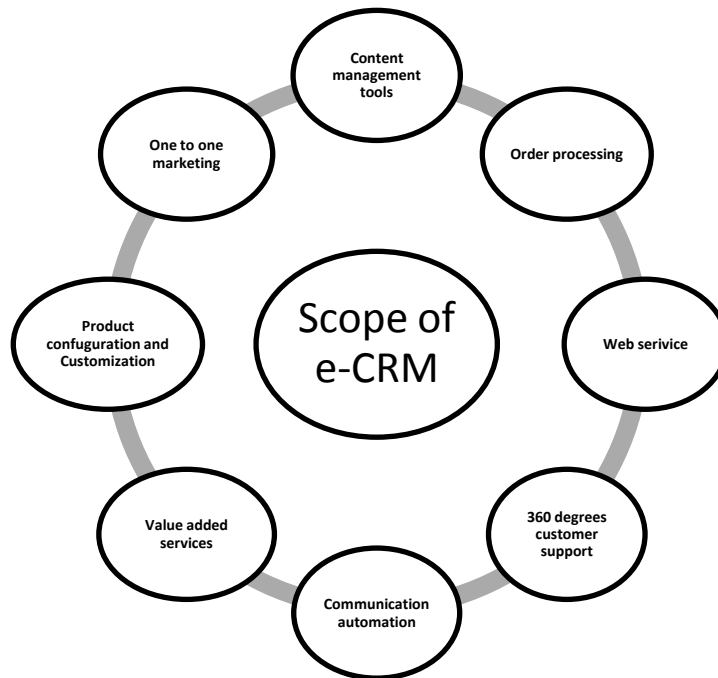 Content
management
tools
Order processing
Web serivice
360 degrees
customer
support
Communication
automation
Value added
services
Product
confuguration and
Customization
One to one
marketing
Scope of
e-CRM